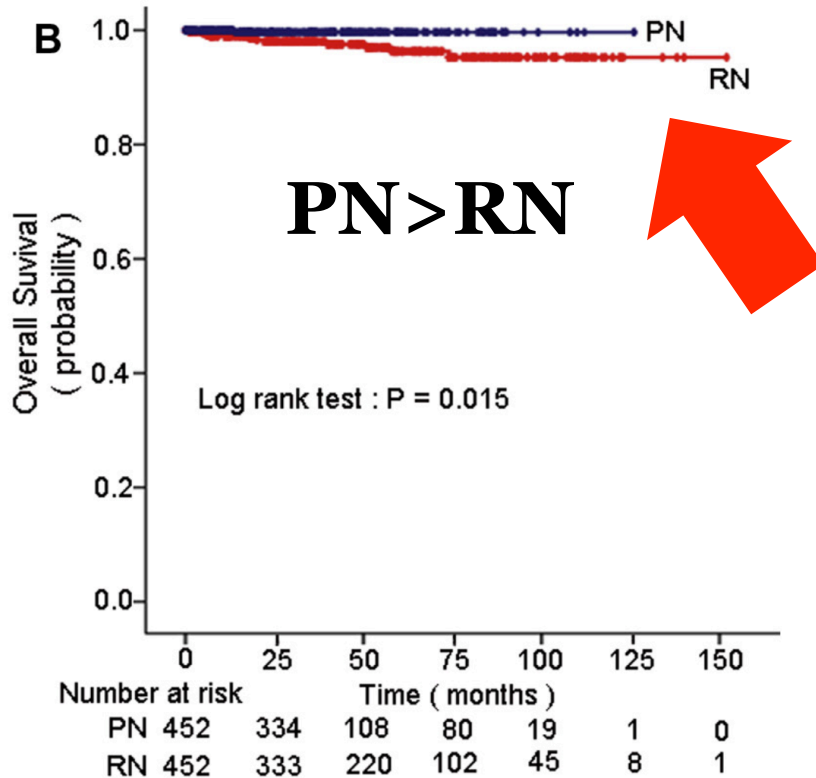 B
1.0
PN
RN
0.8
PN>RN
0.6
Overall Suvival
( probability )
0.4
Log rank test : P = 0.015
0.2
0.0
0 25 50 75 100 125 150
Number at risk Time ( months )
PN 452 334 108 80 19 1 0
RN 452 333 220 102 45 8 1